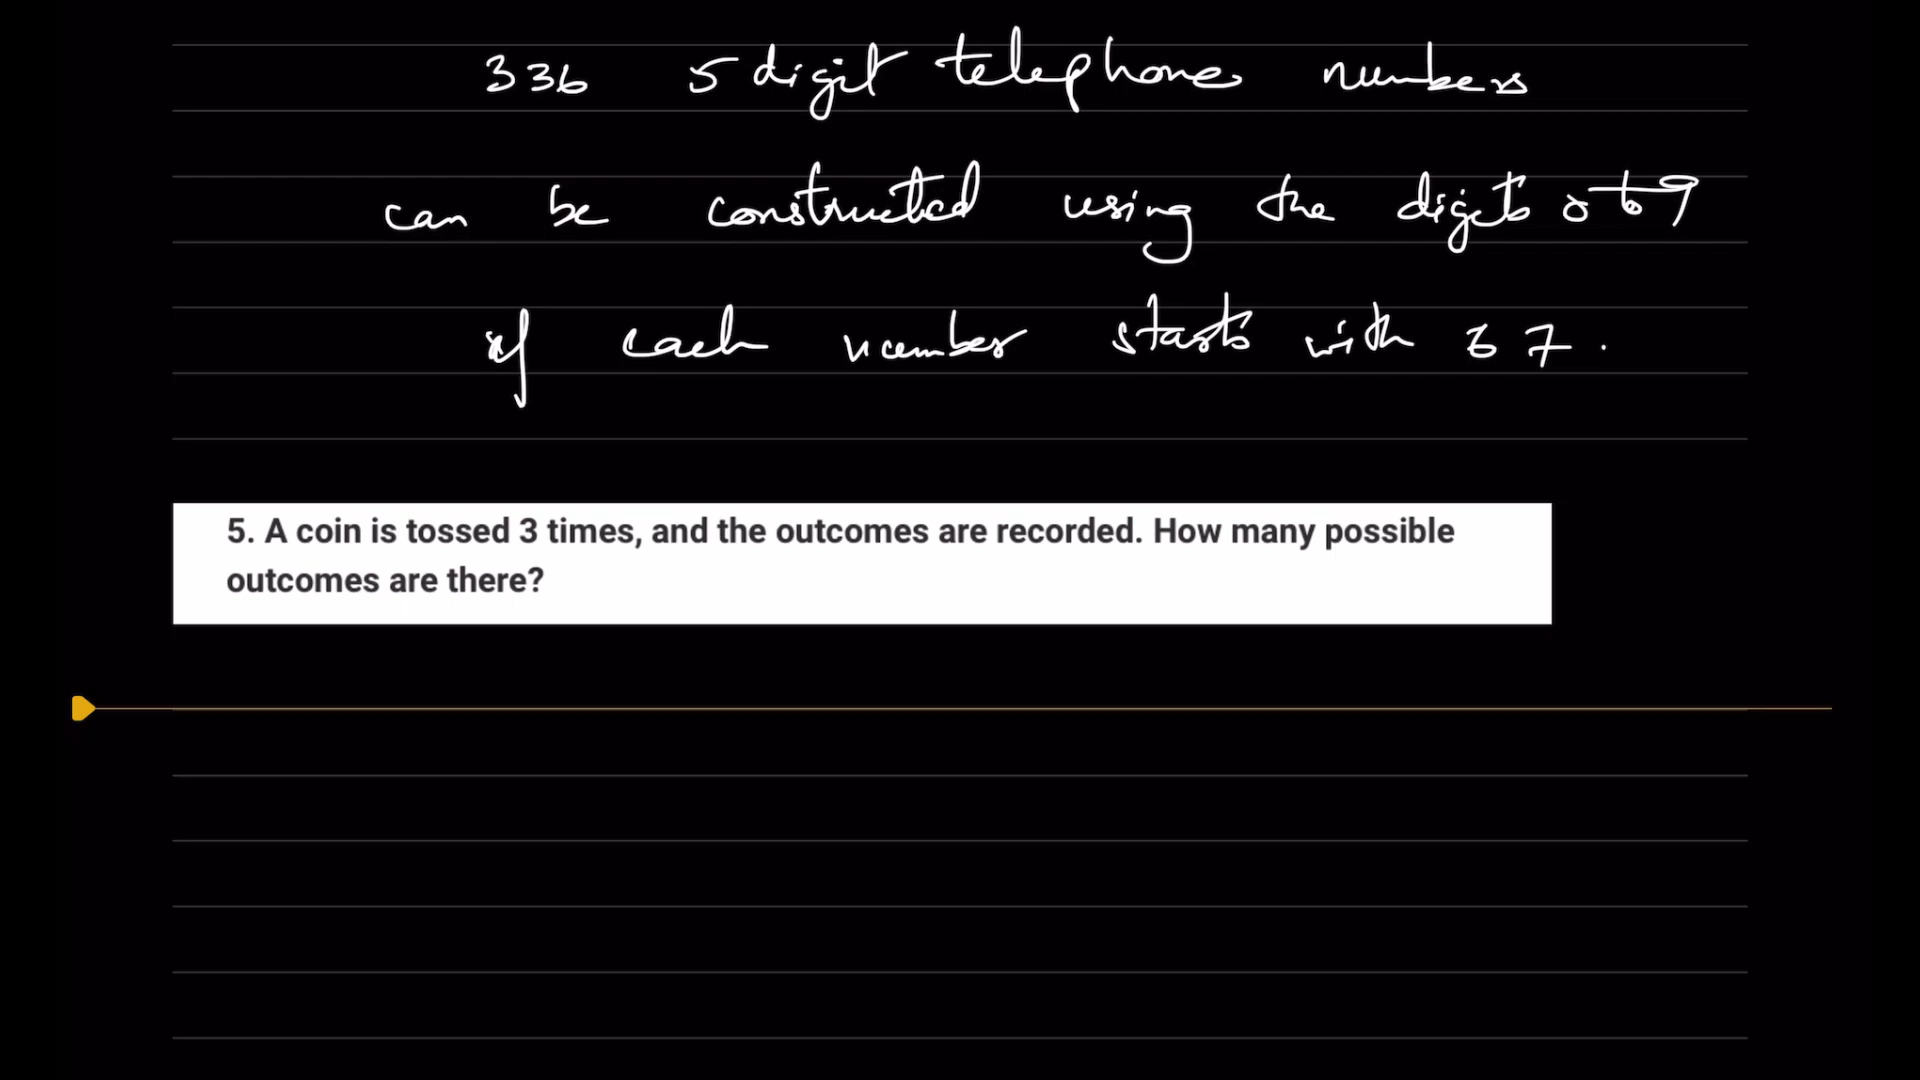 336 5 digit telephone numbers
can be constructed using the digits 0 to 9
if each number starts with 67.
5. A coin is tossed 3 times, and the outcomes are recorded. How many possible
outcomes are there?